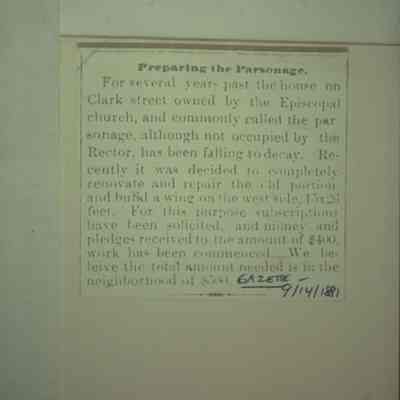 Preparing the Parsonage.
For several years past the house on
Clark street owned by the Episcopal
church, and commonly called the par
sonage, although not occupied by the
Rector, has been falling to decay. Re-
cently it was decided to completely
renovate and repair the old portion
and build a wing on the west side,
feet. For this purpose subscriptions
have been solicited, and money and
pledges received to the amount of $400.
work has been commenced. We be-
leive the total amount needed is in the
neighborhood of
GAZETTE
9/14/1881